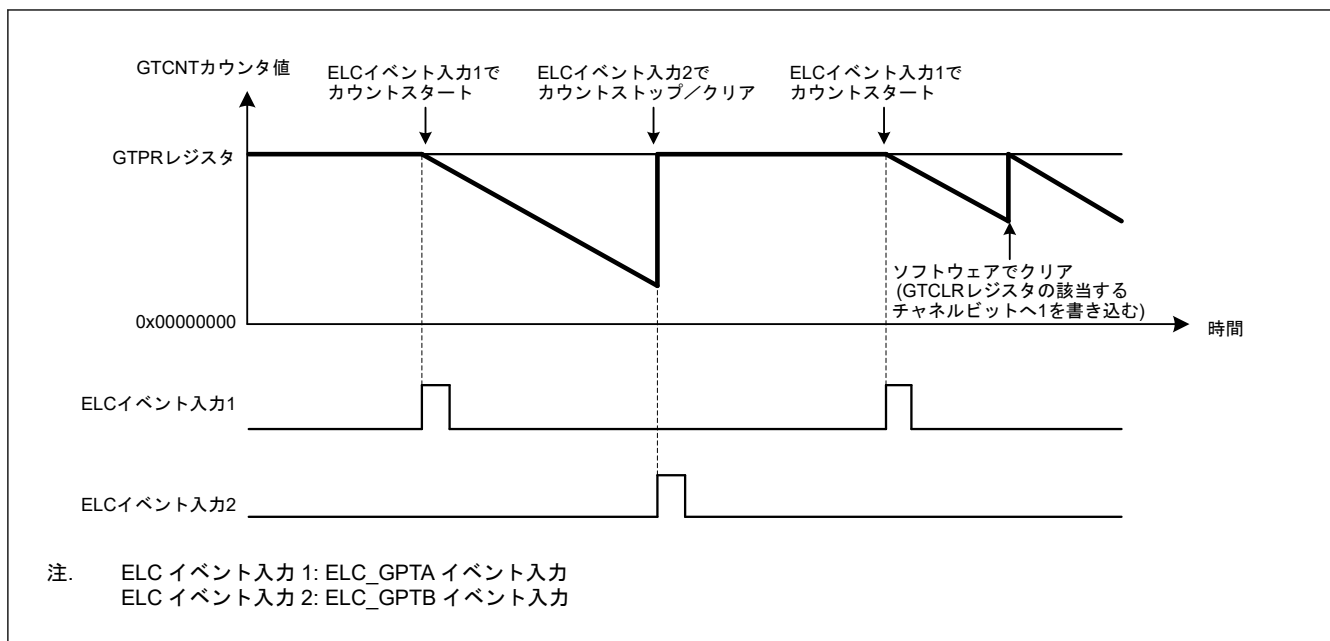 GTCNTカウンタ値
ELCイベント入力1で
カウントスタート
ELCイベント入力2で
カウントストップ／クリア
ELCイベント入力1で
カウントスタート
GTPRレジスタ
ソフトウェアでクリア
(GTCLRレジスタの該当する
チャネルビットへ1を書き込む)
0x00000000
時間
ELCイベント入力1
ELCイベント入力2
注. ELC イベント入力 1: ELC_GPTA イベント入力
ELC イベント入力 2: ELC_GPTB イベント入力